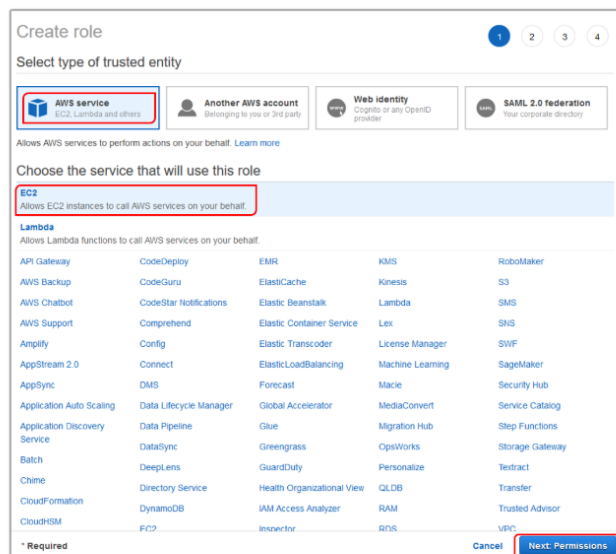 Create role
1 2 3 4
Select type of trusted entity
AWS service
EC2, Lambda and others
Another AWS account
Belonging to you or 3rd party
Web identity
Cognito or any OpenID
provider
SAML 2.0 federation
Your corporate directory
Allows AWS services to perform actions on your behalf. Learn more
Choose the service that will use this role
EC2
Allows EC2 instances to call AWS services on your behalf.
Lambda
Allows Lambda functions to call AWS services on your behalf.
API Gateway CodeDeploy EMR KMS RoboMaker
AWS Backup CodeGuru ElastiCache Kinesis S3
AWS Chatbot CodeStar Notifications Elastic Beanstalk Lambda SMS
AWS Support Comprehend Elastic Container Service Lex SNS
Amplify Config Elastic Transcoder License Manager SWF
AppStream 2.0 Connect ElasticLoadBalancing Machine Learning SageMaker
AppSync DMS Forecast Macie Security Hub
Application Auto Scaling Data Lifecycle Manager Global Accelerator MediaConvert Service Catalog
Application Discovery Data Pipeline Glue Migration Hub Step Functions
Service
DataSync Greengrass OpsWorks Storage Gateway
Batch
DeepLens GuardDuty Personalize Textract
Chime
Directory Service Health Organizational View QLDB Transfer
CloudFormation
DynamoDB IAM Access Analyzer RAM Trusted Advisor
CloudHSM
EC2 Inspector RDS VPC
* Required Cancel Next: Permissions